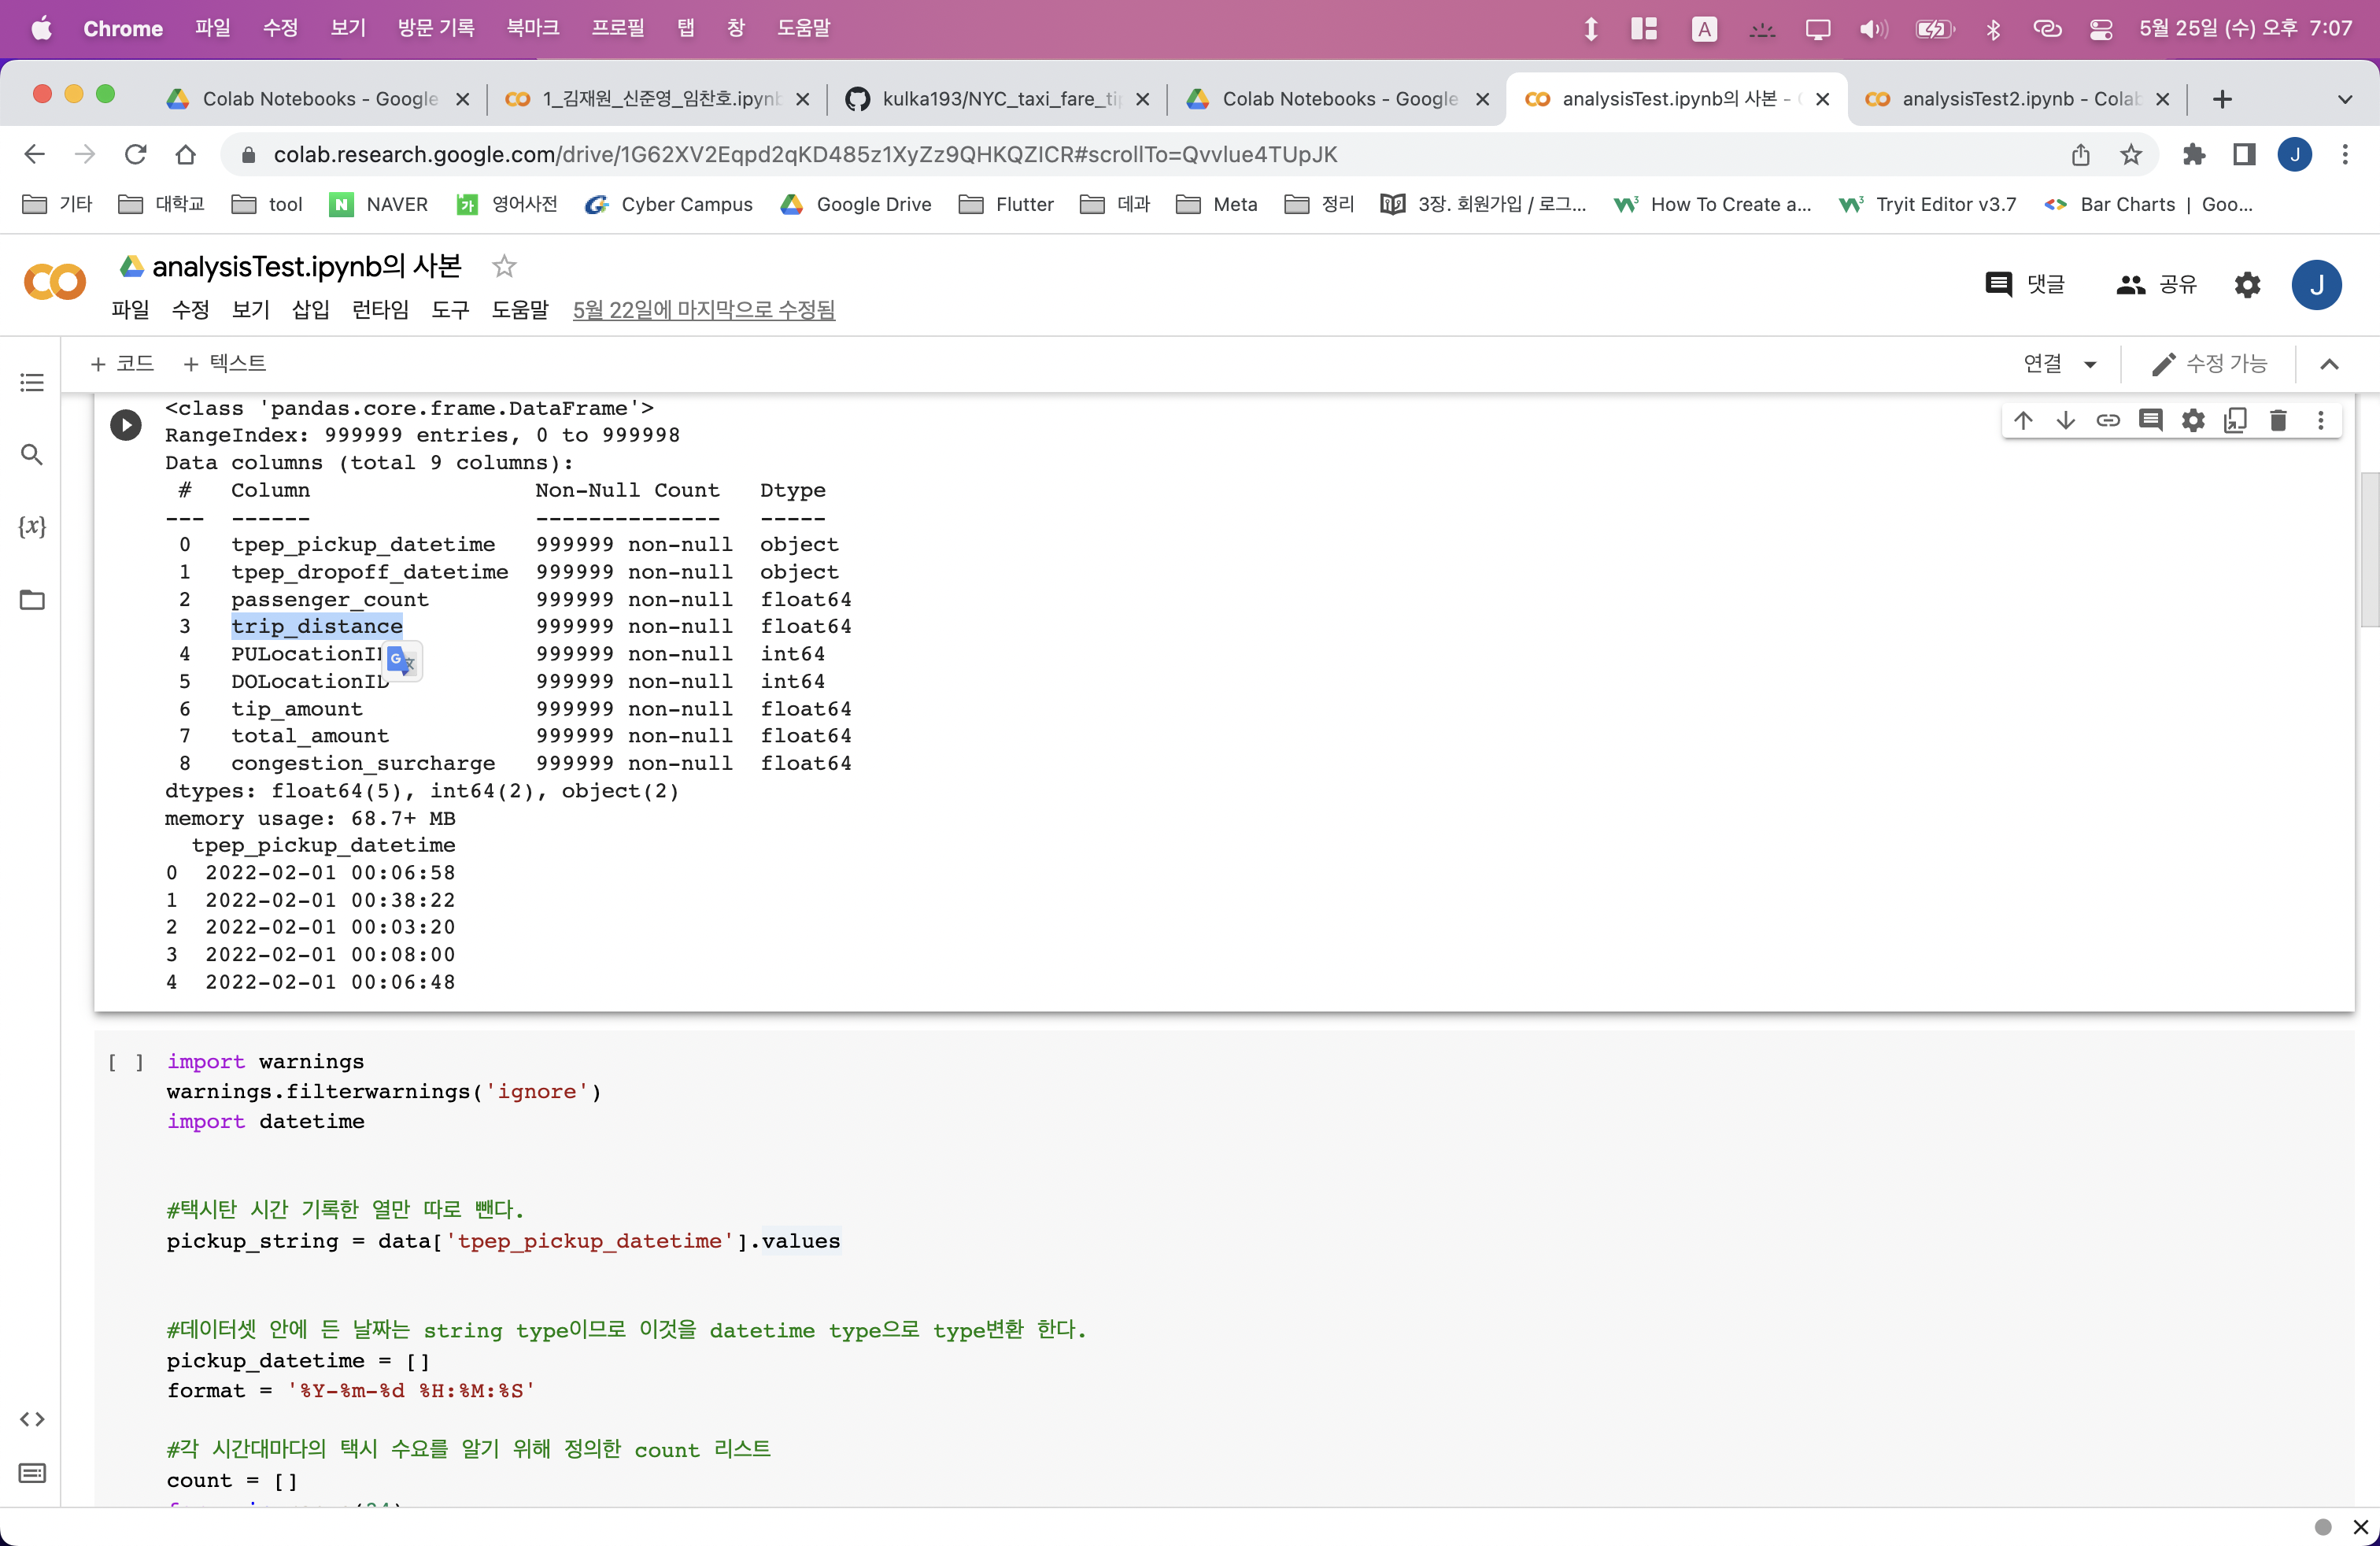 Chrome 파일 수정 보기 방문 기록 북마크 프로필 탭 창 도움말 A 5월 25일 (수) 오후 7:07
Colab Notebooks - Google 1_김재원_신준영_임찬호.ipynb kulka193/NYC_taxi_fare_ti Colab Notebooks - Google analysisTest.ipynb의 사본 - analysisTest2.ipynb - Colab
colab.research.google.com/drive/1G62XV2Eqpd2qKD485z1XyZz9QHKQZICR#scrollTo=Qvvlue4TUpJK J
기타 대학교 tool N NAVER 가 영어사전 Cyber Campus Google Drive Flutter 데과 Meta 정리 3장. 회원가입 / 로그... How To Create a... Tryit Editor v3.7 Bar Charts | Goo...
analysisTest.ipynb의 사본
파일 수정 보기 삽입 런타임 도구 도움말 5월 22일에 마지막으로 수정됨 댓글 공유 J
+ 코드 + 텍스트 연결 수정 가능
<class 'pandas.core.frame.DataFrame'>
RangeIndex: 999999 entries, 0 to 999998
Data columns (total 9 columns):
# Column Non-Null Count Dtype
--- ------ -------------- -----
0 tpep_pickup_datetime 999999 non-null object
1 tpep_dropoff_datetime 999999 non-null object
2 passenger_count 999999 non-null float64
3 trip_distance 999999 non-null float64
4 PULocationID 999999 non-null int64
5 DOLocationID 999999 non-null int64
6 tip_amount 999999 non-null float64
7 total_amount 999999 non-null float64
8 congestion_surcharge 999999 non-null float64
dtypes: float64(5), int64(2), object(2)
memory usage: 68.7+ MB
tpep_pickup_datetime
0 2022-02-01 00:06:58
1 2022-02-01 00:38:22
2 2022-02-01 00:03:20
3 2022-02-01 00:08:00
4 2022-02-01 00:06:48
[ ] import warnings
warnings.filterwarnings('ignore')
import datetime
#택시탄 시간 기록한 열만 따로 뺀다.
pickup_string = data['tpep_pickup_datetime'].values
#데이터셋 안에 든 날짜는 string type이므로 이것을 datetime type으로 type변환 한다.
pickup_datetime = []
format = '%Y-%m-%d %H:%M:%S'
#각 시간대마다의 택시 수요를 알기 위해 정의한 count 리스트
count = []